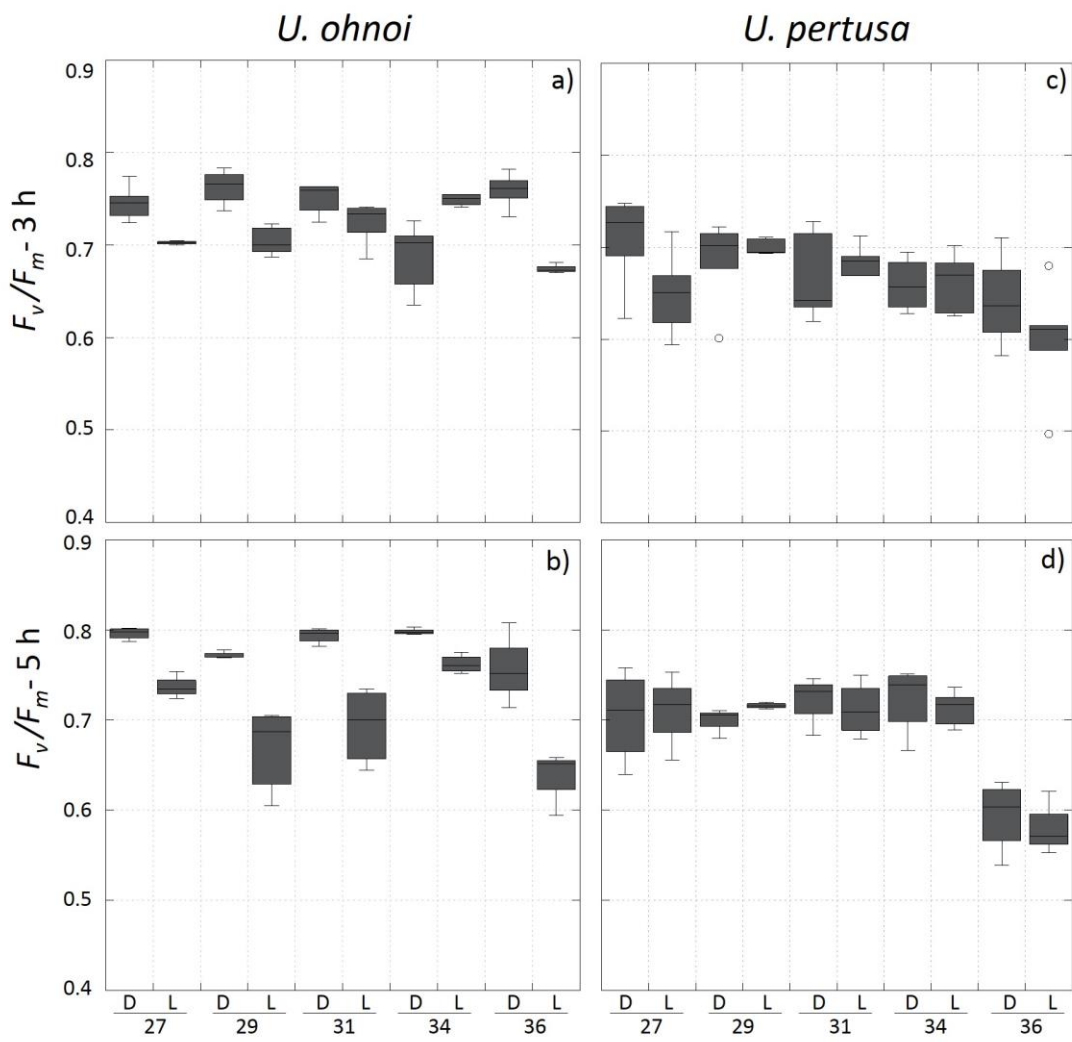 U. ohnoi U. pertusa
0.9
a)
c)
0.8
0.7
0.6
0.5
0.4
Fv/Fm- 3 h
0.9
b)
d)
0.8
0.7
0.6
0.5
0.4
Fv/Fm- 5 h
D L D L D L D L D L D L D L D L D L D L
27 29 31 34 36 27 29 31 34 36